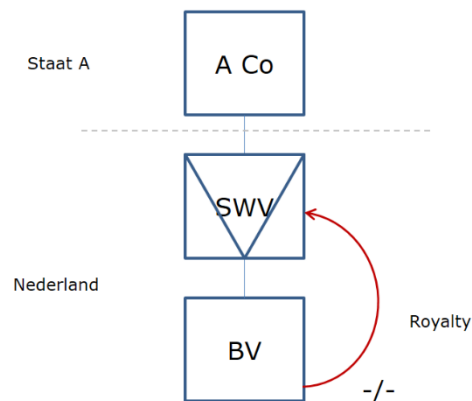 Staat A
A Co
SWV
Nederland
BV
Royalty
-/-